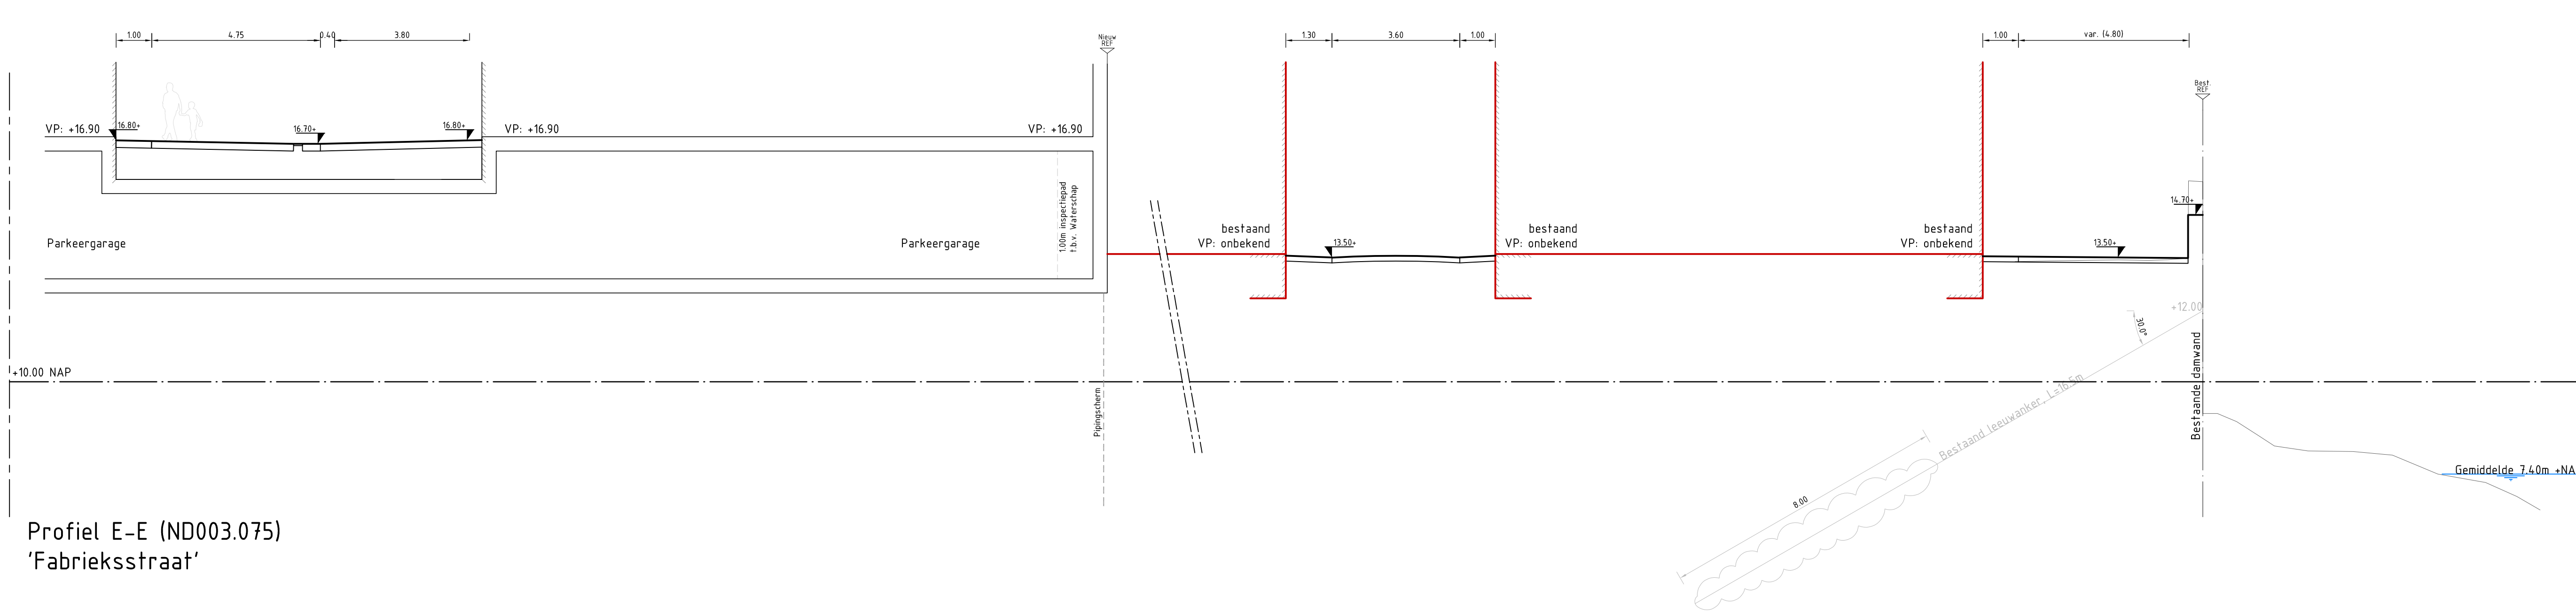 1.00 4.75 0.40 3.80
Nieuw
REF
1.30 3.60 1.00
1.00 var. (4.80)
Best.
REF
VP: +16.90 16.80+ 16.70+ 16.80+ VP: +16.90 VP: +16.90
1.00m inspectiepad
t.b.v. Waterschap
14.70+
Parkeergarage Parkeergarage
bestaand
VP: onbekend
13.50+
bestaand
VP: onbekend
bestaand
VP: onbekend
13.50+
+12.00
30.0°
+10.00 NAP
Pipingscherm
Bestaande damwand
Bestaand leeuwanker, L=16.5m
8.00
Gemiddelde 7.40m +NA
Profiel E-E (ND003.075)
'Fabrieksstraat'